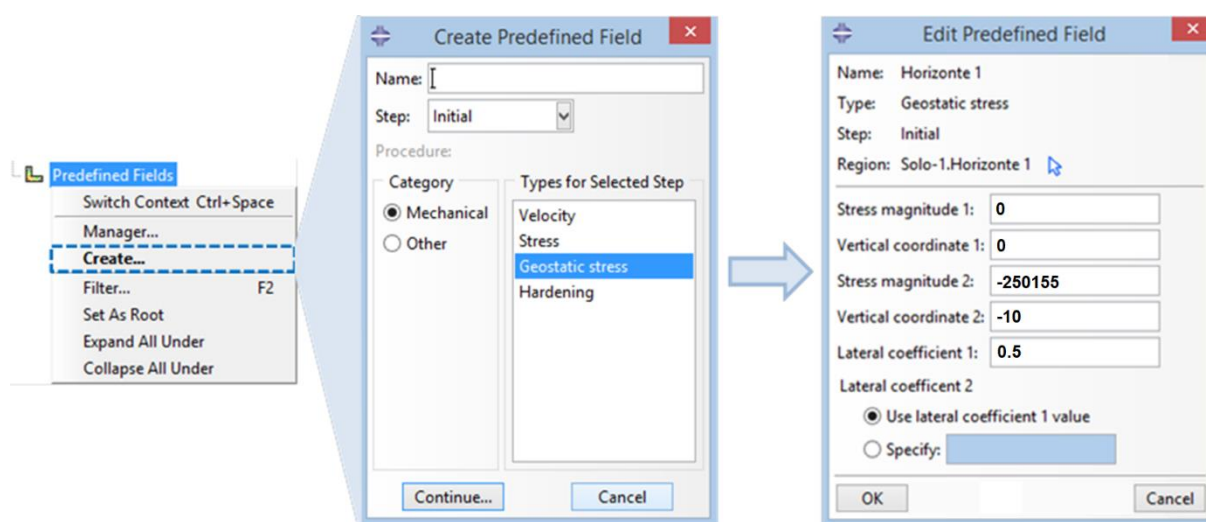 Predefined Fields
Switch Context Ctrl+Space
Manager...
Create...
Filter... F2
Set As Root
Expand All Under
Collapse All Under
Create Predefined Field
Name:
Step: Initial
Procedure:
Category
Mechanical
Other
Types for Selected Step
Velocity
Stress
Geostatic stress
Hardening
Continue...
Cancel
Edit Predefined Field
Name: Horizonte 1
Type: Geostatic stress
Step: Initial
Region: Solo-1.Horizonte 1
Stress magnitude 1: 0
Vertical coordinate 1: 0
Stress magnitude 2: -250155
Vertical coordinate 2: -10
Lateral coefficient 1: 0.5
Lateral coefficent 2
Use lateral coefficient 1 value
Specify:
OK
Cancel